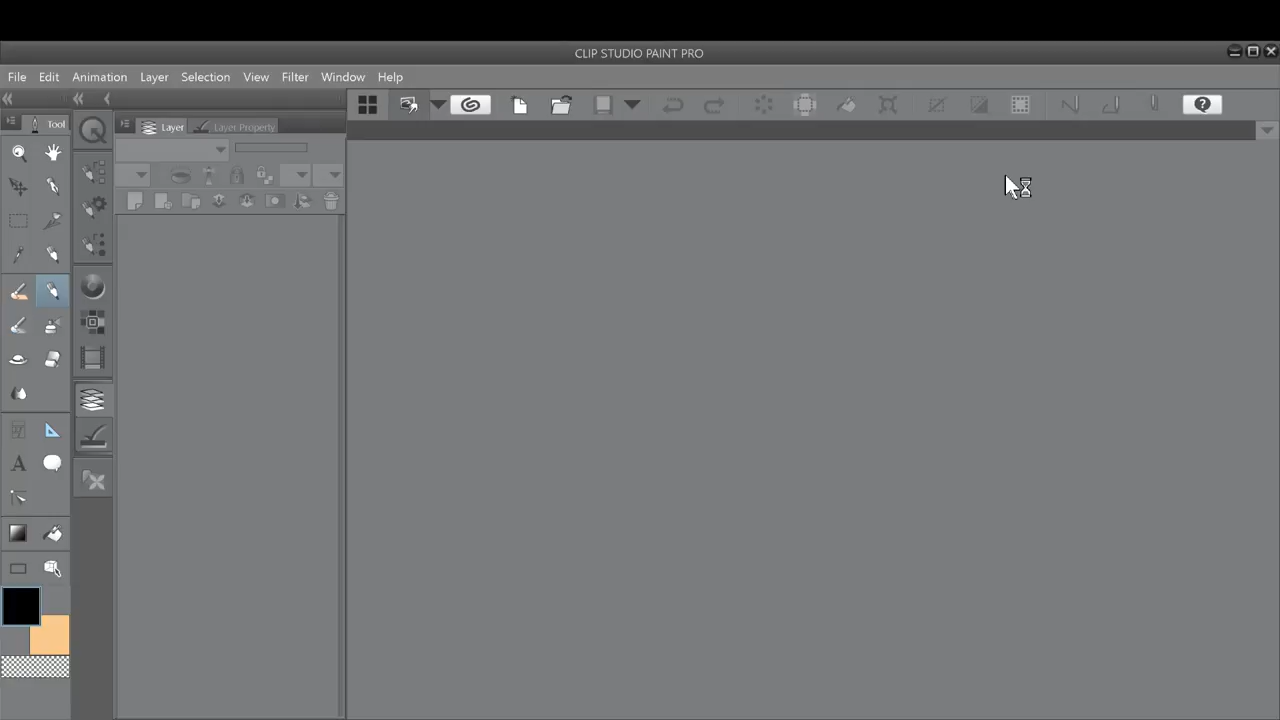 CLIP STUDIO PAINT PRO
File Edit Animation Layer Selection View Filter Window Help
Tool
Layer Layer Property